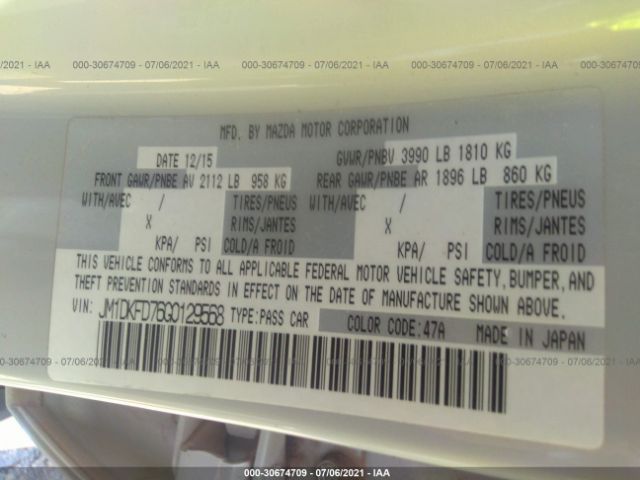 2021 - IAA 000-30674709 - 07/06/2021 - IAA 000-30674709 - 07/06/2021 - IAA
MFD. BY MAZDA MOTOR CORPORATION
DATE 12/15 GVWR/PNBV 3990 LB 1810 KG
FRONT GAWR/PNBE AV 2112 LB 958 KG REAR GAWR/PNBE AR 1896 LB 860 KG
WITH/AVEC / TIRES/PNEUS WITH/AVEC / TIRES/PNEUS
X RIMS/JANTES X RIMS/JANTES
KPA/ PSI COLD/A FROID KPA/ PSI COLD/A FROID
THIS VEHICLE CONFORMS TO ALL APPLICABLE FEDERAL MOTOR VEHICLE SAFETY, BUMPER, AND
THEFT PREVENTION STANDARDS IN EFFECT ON THE DATE OF MANUFACTURE SHOWN ABOVE.
VIN: JM1DKFD76G0129568 TYPE:PASS CAR COLOR CODE:47A MADE IN JAPAN
2021 - IAA 000-30674709 - 07/06/2021 - IAA 000-30674709 - 07/06/2021 - IAA
000-30674709 - 07/06/2021 - IAA